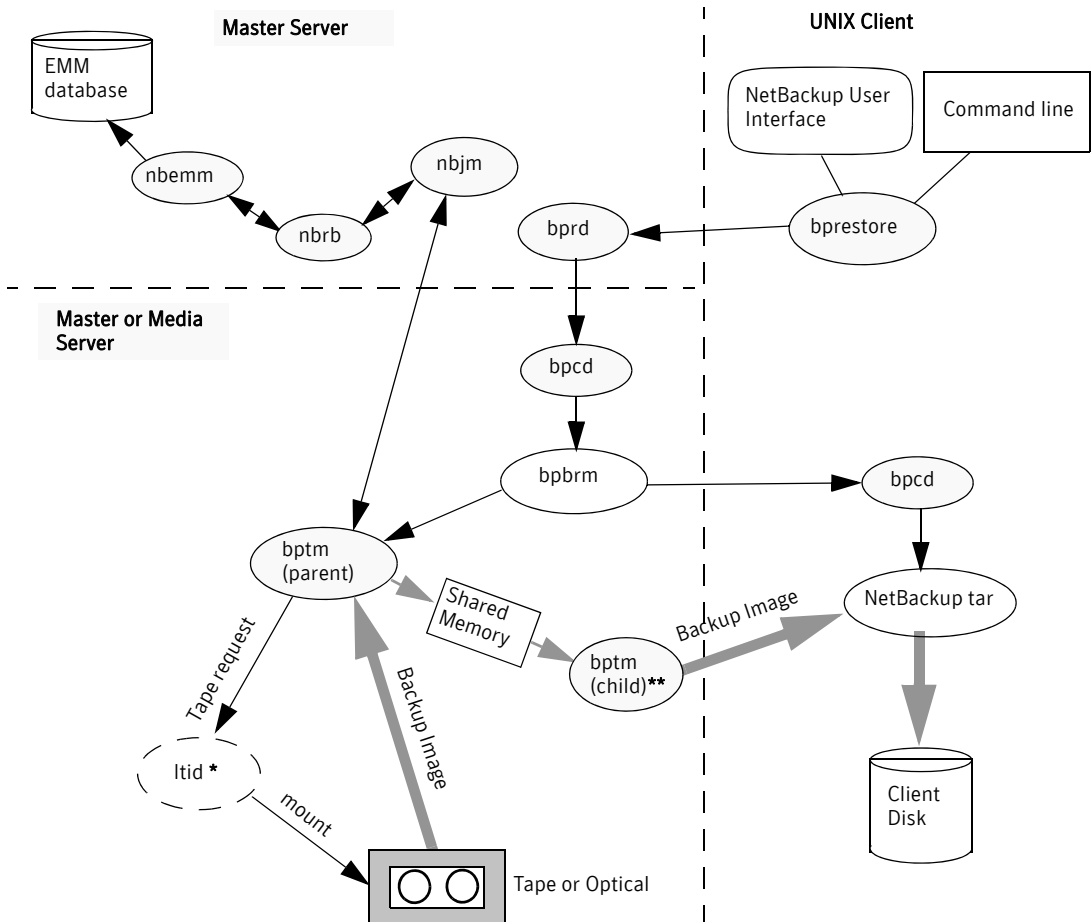 Master Server
UNIX Client
EMM
database
NetBackup User
Interface
Command line
nbemm
nbjm
nbrb
bprd
bprestore
Master or Media
Server
bpcd
bpbrm
bpcd
bptm
(parent)
Shared
Memory
bptm
(child)**
Backup Image
NetBackup tar
Tape request
Backup Image
ltid *
mount
Client
Disk
Tape or Optical